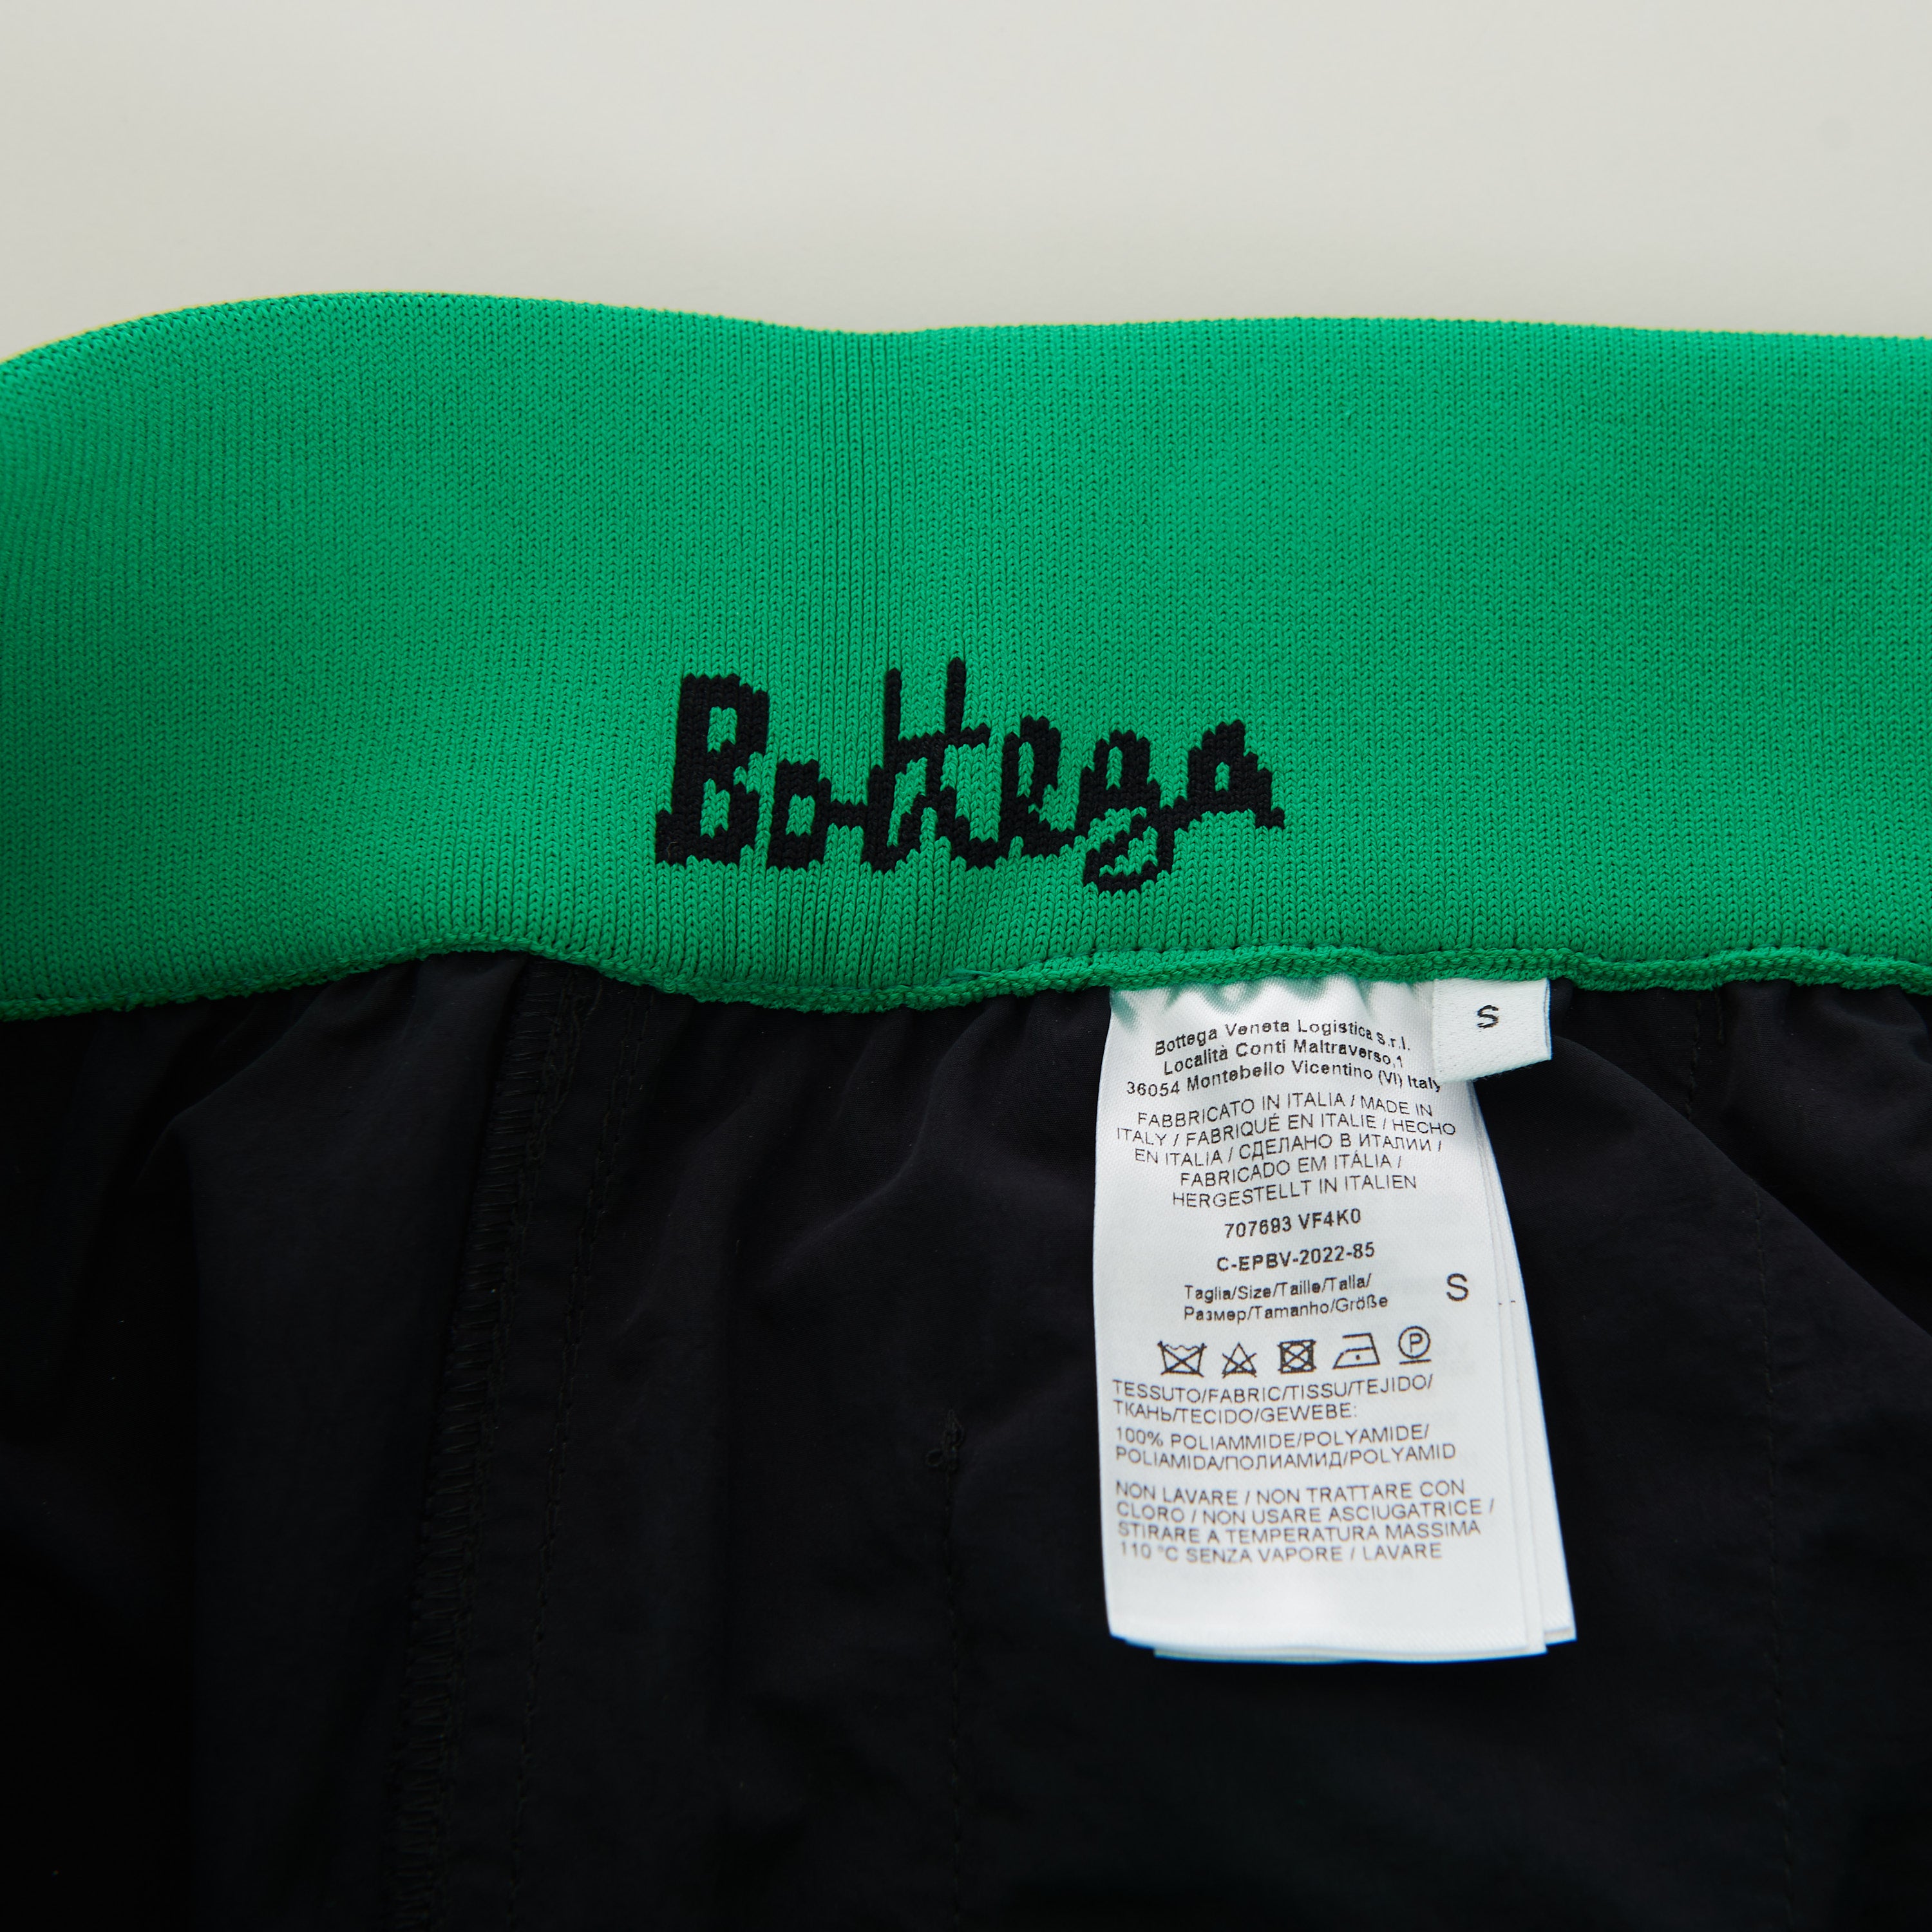 Bottega
S
Bottega Veneta Logistica s.r.l.
Località Conti Maltraverso,1
36054 Montebello Vicentino (VI) Italy
FABBRICATO IN ITALIA / MADE IN
ITALY / FABRIQUÉ EN ITALIE / HECHO
EN ITALIA / СДЕЛАНО В ИТАЛИИ /
FABRICADO EM ITÁLIA /
HERGESTELLT IN ITALIEN
707693 VF4K0
C-EPBV-2022-85
Taglia/Size/Taille/Talla/
Размер/Tamanho/Größe
S
P
TESSUTO/FABRIC/TISSU/TEJIDO/
ТКАНЬ/TECIDO/GEWEBE:
100% POLIAMMIDE/POLYAMIDE/
POLIAMIDA/ПОЛИАМИД/POLYAMID
NON LAVARE / NON TRATTARE CON
CLORO / NON USARE ASCIUGATRICE /
STIRARE A TEMPERATURA MASSIMA
110 °C SENZA VAPORE / LAVARE